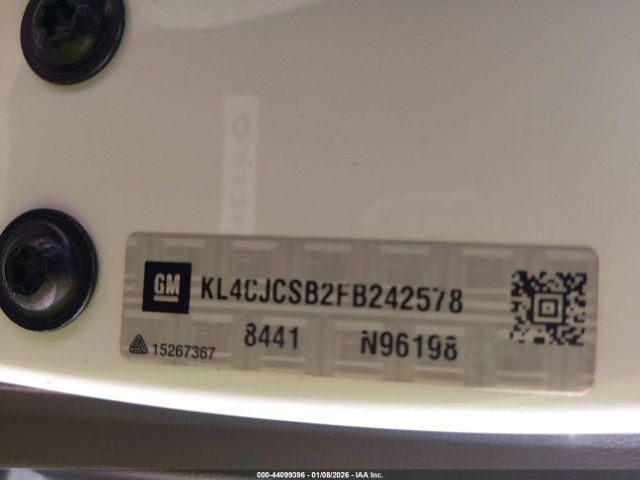 GM
KL4CJCSB2FB242578
8441 N96198
15267367
000-44099396 - 01/08/2026 - IAA Inc.